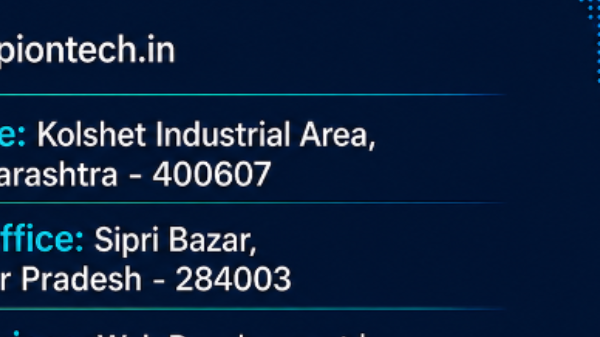 piontech.in
e: Kolshet Industrial Area,
arashtra - 400607
ffice: Sipri Bazar,
r Pradesh - 284003